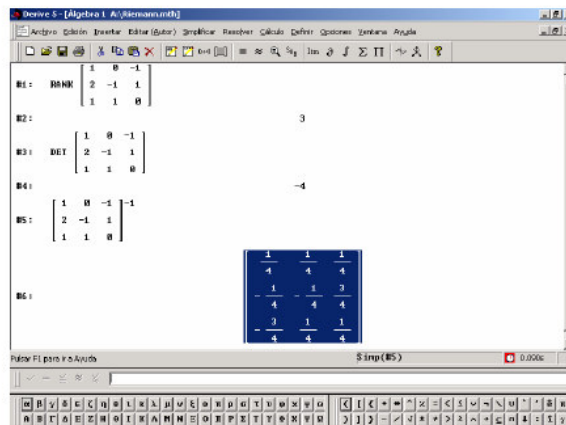 Derive 5 - [Álgebra 1 A:\Riemann.mth]
Archivo Edición Insertar Editar (Autor) Simplificar Resolver Cálculo Definir Opciones Ventana Ayuda
#1: RANK [ 1 0 -1
2 -1 1
1 1 0 ]
#2: 3
#3: DET [ 1 0 -1
2 -1 1
1 1 0 ]
#4: -4
#5: [ 1 0 -1
2 -1 1
1 1 0 ]^-1
#6: [ 1/4 1/4 1/4
-1/4 -1/4 3/4
-3/4 1/4 1/4 ]
Pulsar F1 para ir a Ayuda Simp(#5) 0.090s